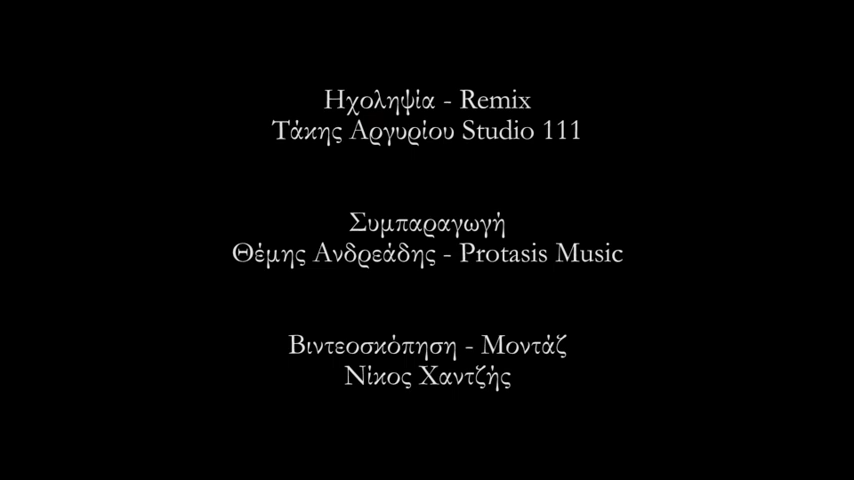 Ηχοληψία - Remix
Τάκης Αργυρίου Studio 111
Συμπαραγωγή
Θέμης Ανδρεάδης - Protasis Music
Βιντεοσκόπηση - Μοντάζ
Νίκος Χαντζής